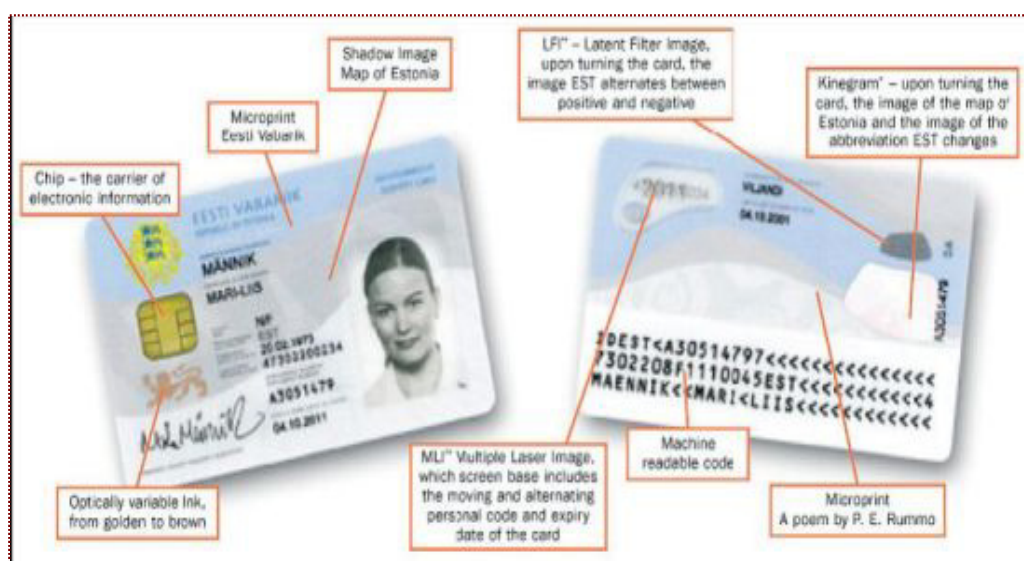 Shadow Image
Map of Estonia
Microprint
Eesti Vabariik
Chip – the carrier of
electronic information
Optically variable Ink,
from golden to brown
EESTI VABARIIK
MÄNNIK
MARI-LIIS
N/F
EST
20.02.1973
47302200234
A3051479
04.10.2011
LFI™ – Latent Filter Image,
upon turning the card, the
image EST alternates between
positive and negative
Kinegram® – upon turning the
card, the image of the map of
Estonia and the image of the
abbreviation EST changes
VILJANDI
04.10.2001
A3051479
IDEST<A30514797<<<<<<<<<<<<<<<
7302208F1110045EST<<<<<<<<<<<4
MAENNIK<<MARI<LIIS<<<<<<<<<<<<
MLI™ Multiple Laser Image,
which screen base includes
the moving and alternating
personal code and expiry
date of the card
Machine
readable code
Microprint
A poem by P. E. Rummo